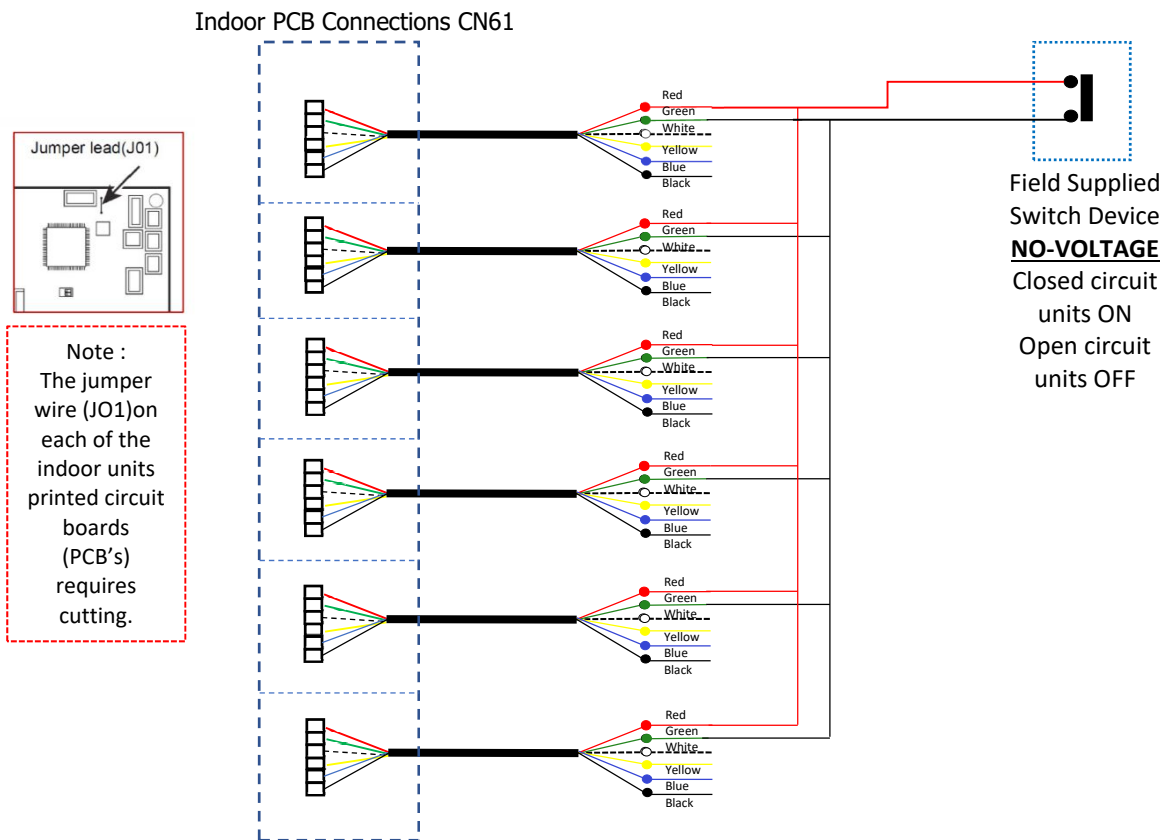 Indoor PCB Connections CN61
Jumper lead(J01)
Note :
The jumper
wire (JO1)on
each of the
indoor units
printed circuit
boards
(PCB’s)
requires
cutting.
Red
Green
White
Yellow
Blue
Black
Red
Green
White
Yellow
Blue
Black
Red
Green
White
Yellow
Blue
Black
Red
Green
White
Yellow
Blue
Black
Red
Green
White
Yellow
Blue
Black
Red
Green
White
Yellow
Blue
Black
Field Supplied
Switch Device
NO-VOLTAGE
Closed circuit
units ON
Open circuit
units OFF